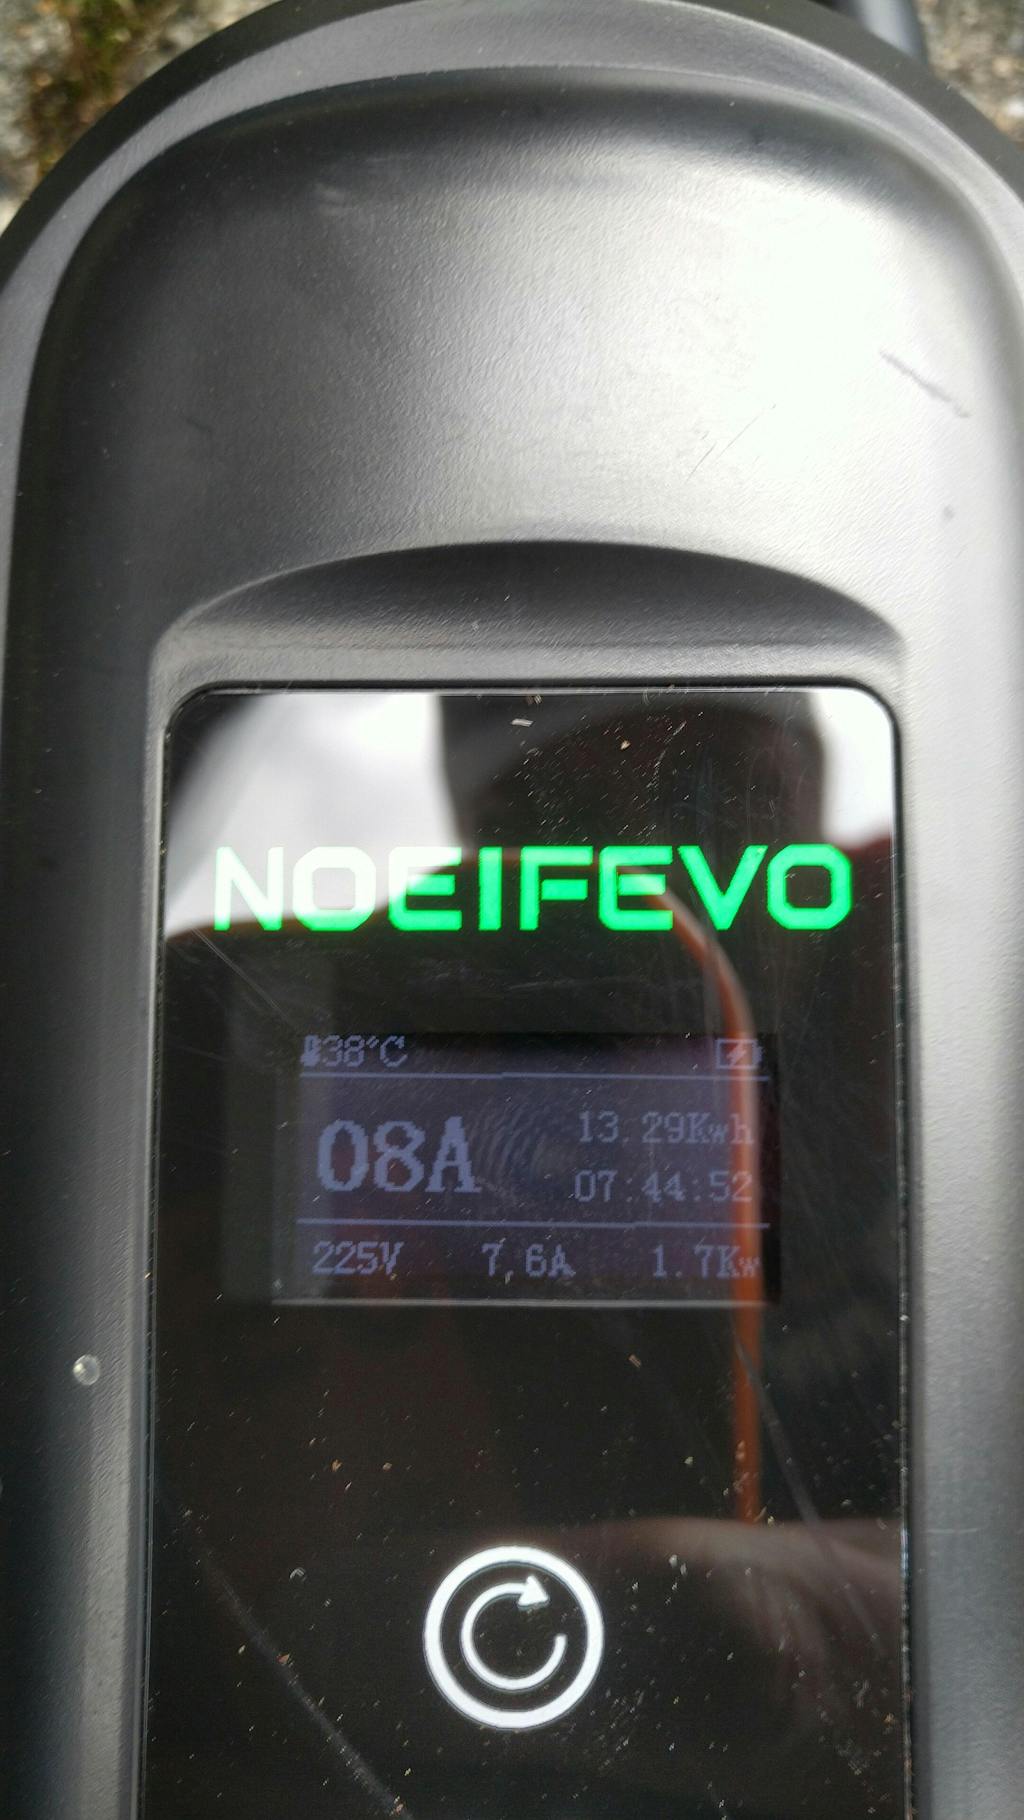 NOEIFEVO
38°C
08A
13.29Kwh
07:44:52
225V 7.6A 1.7Kw